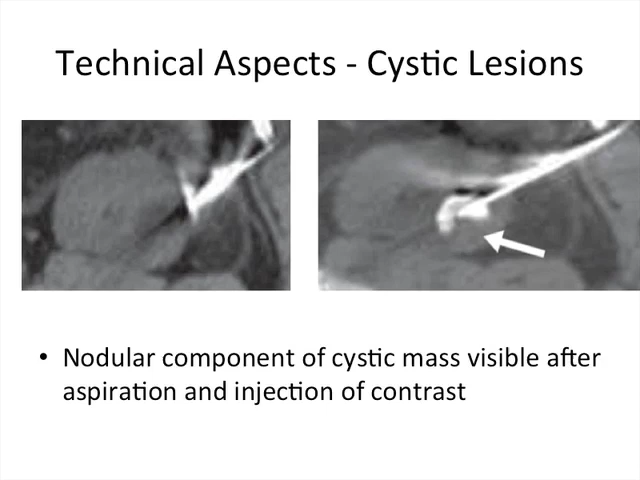 Technical Aspects - Cystic Lesions
• Nodular component of cystic mass visible after
aspiration and injection of contrast